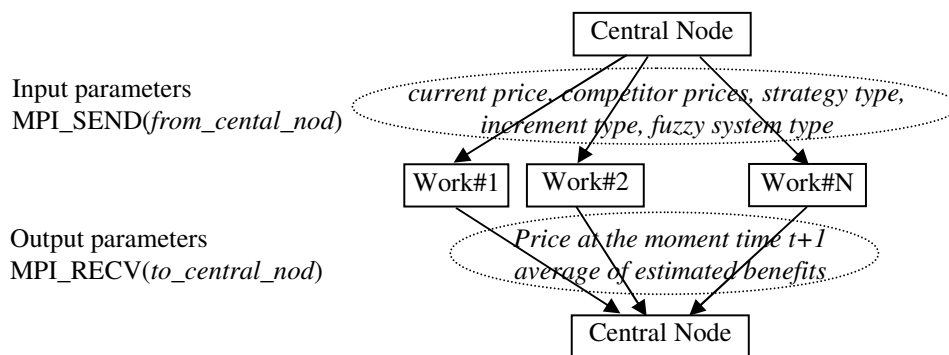 Central Node
Input parameters
MPI_SEND(from_cental_nod)
current price, competitor prices, strategy type,
increment type, fuzzy system type
Work#1
Work#2
Work#N
Output parameters
MPI_RECV(to_central_nod)
Price at the moment time t+1
average of estimated benefits
Central Node